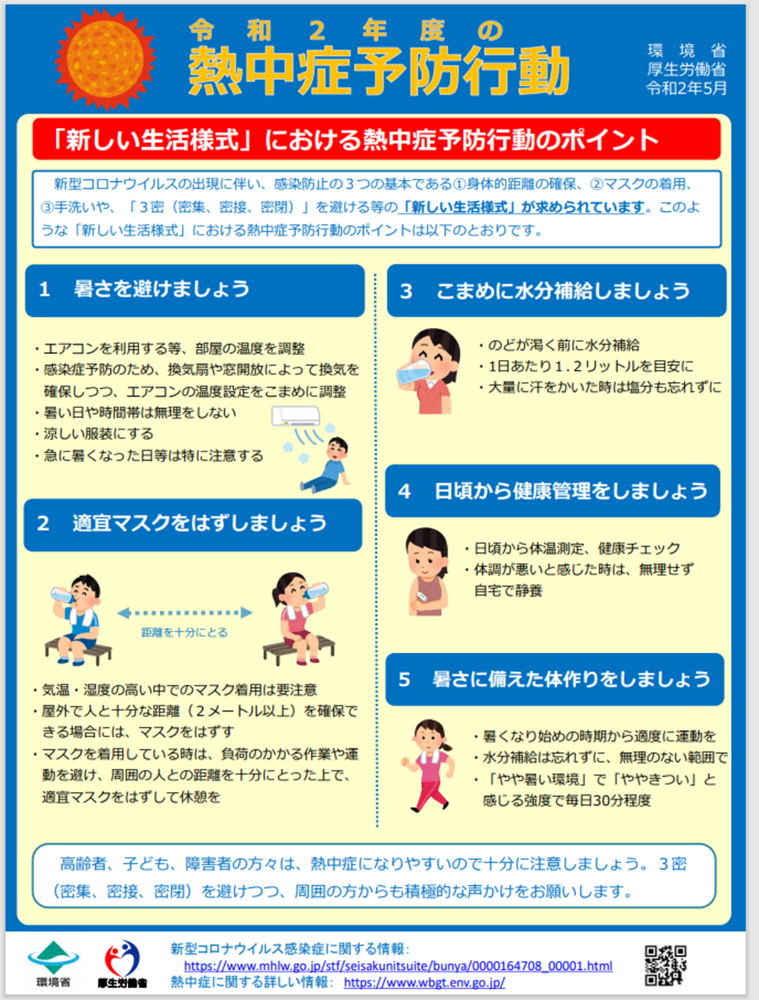 令和２年度の
熱中症予防行動
環境省
厚生労働省
令和2年5月
「新しい生活様式」における熱中症予防行動のポイント
新型コロナウイルスの出現に伴い、感染防止の３つの基本である①身体的距離の確保、②マスクの着用、
③手洗いや、「３密（密集、密接、密閉）」を避ける等の「新しい生活様式」が求められています。このよ
うな「新しい生活様式」における熱中症予防行動のポイントは以下のとおりです。
1 暑さを避けましょう
・エアコンを利用する等、部屋の温度を調整
・感染症予防のため、換気扇や窓開放によって換気を
確保しつつ、エアコンの温度設定をこまめに調整
・暑い日や時間帯は無理をしない
・涼しい服装にする
・急に暑くなった日等は特に注意する
2 適宜マスクをはずしましょう
距離を十分にとる
・気温・湿度の高い中でのマスク着用は要注意
・屋外で人と十分な距離（２メートル以上）を確保で
きる場合には、マスクをはずす
・マスクを着用している時は、負荷のかかる作業や運
動を避け、周囲の人との距離を十分にとった上で、
適宜マスクをはずして休憩を
3 こまめに水分補給しましょう
・のどが渇く前に水分補給
・1日あたり１.２リットルを目安に
・大量に汗をかいた時は塩分も忘れずに
4 日頃から健康管理をしましょう
・日頃から体温測定、健康チェック
・体調が悪いと感じた時は、無理せず
自宅で静養
5 暑さに備えた体作りをしましょう
・暑くなり始めの時期から適度に運動を
・水分補給は忘れずに、無理のない範囲で
・「やや暑い環境」で「ややきつい」と
感じる強度で毎日30分程度
高齢者、子ども、障害者の方々は、熱中症になりやすいので十分に注意しましょう。３密
（密集、密接、密閉）を避けつつ、周囲の方からも積極的な声かけをお願いします。
環境省
厚生労働省
新型コロナウイルス感染症に関する情報：
https://www.mhlw.go.jp/stf/seisakunitsuite/bunya/0000164708_00001.html
熱中症に関する詳しい情報： https://www.wbgt.env.go.jp/